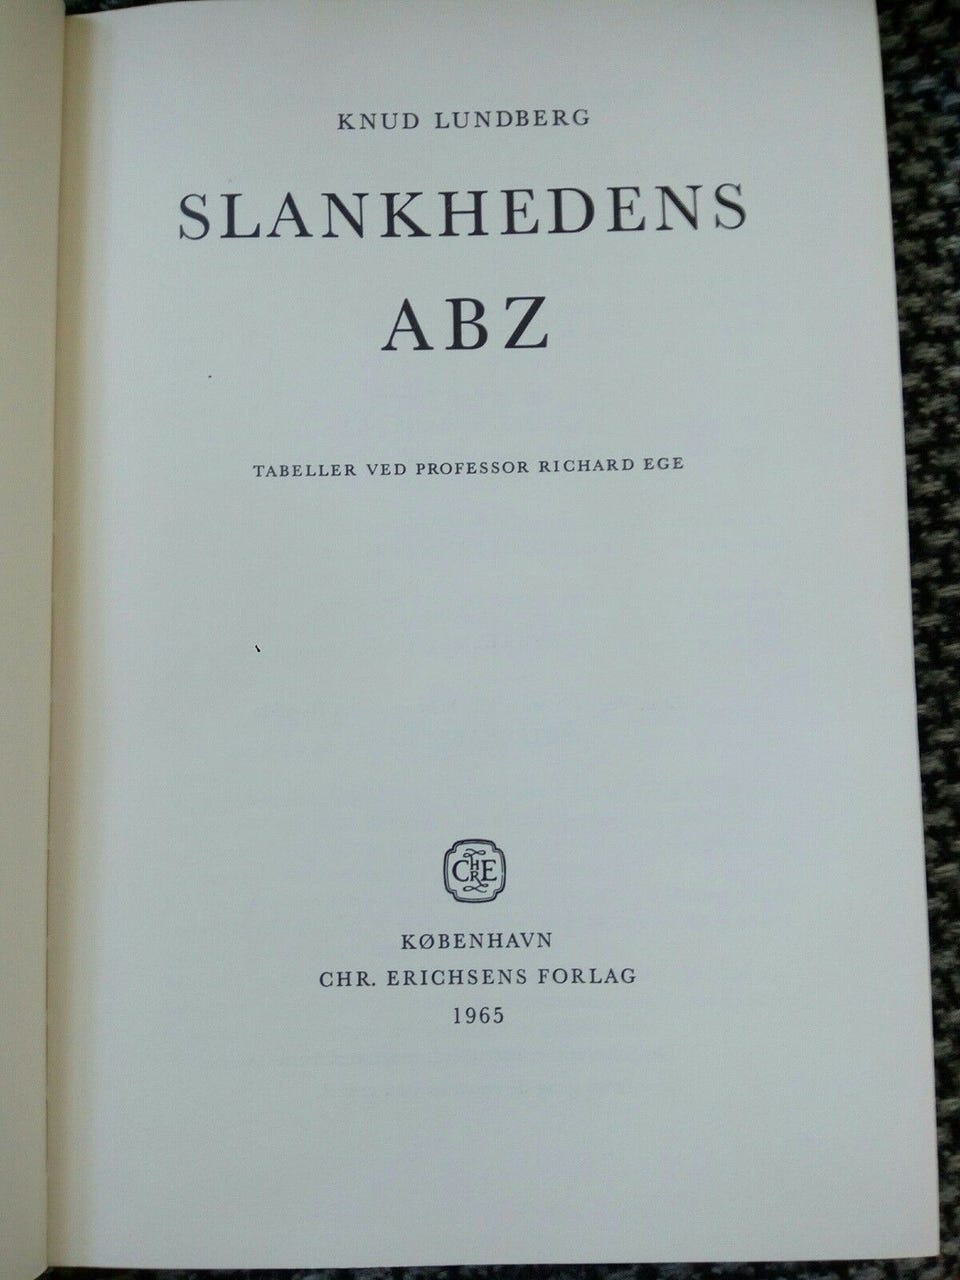 KNUD LUNDBERG
SLANKHEDENS
ABZ
TABELLER VED PROFESSOR RICHARD EGE
CHRE
KØBENHAVN
CHR. ERICHSENS FORLAG
1965